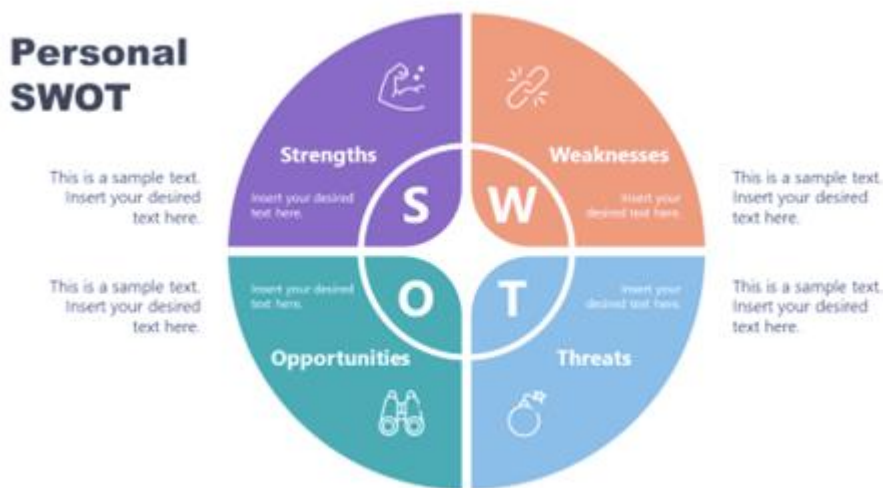 Personal
SWOT
This is a sample text.
Insert your desired
text here.
Strengths
Insert your desired
text here.
S
Weaknesses
Insert your
desired text here.
W
This is a sample text.
Insert your desired
text here.
This is a sample text.
Insert your desired
text here.
Insert your desired
text here.
O
Opportunities
Insert your
desired text here.
T
Threats
This is a sample text.
Insert your desired
text here.